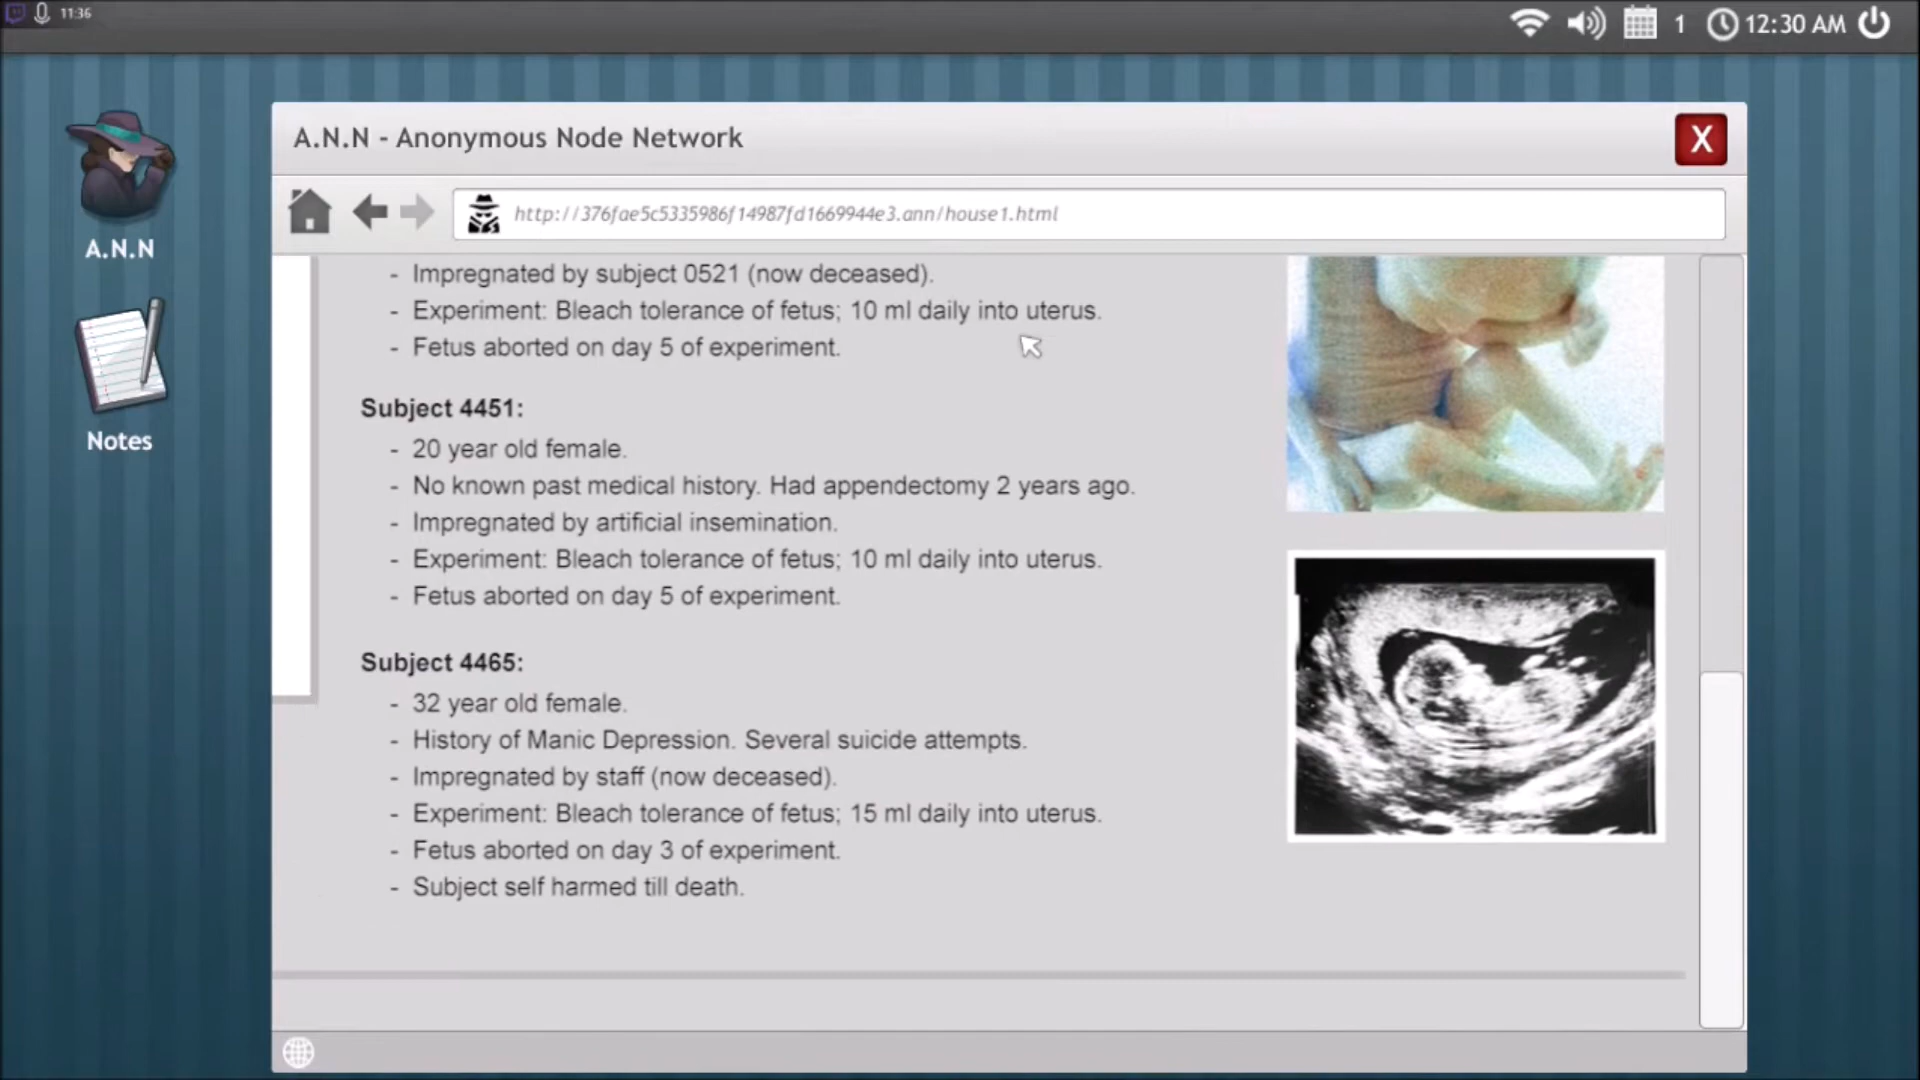 11:36
1
12:30 AM
A.N.N - Anonymous Node Network
X
http://376fae5c5335986f14987fd1669944e3.ann/house1.html
A.N.N
Notes
- Impregnated by subject 0521 (now deceased).
- Experiment: Bleach tolerance of fetus; 10 ml daily into uterus.
- Fetus aborted on day 5 of experiment.
Subject 4451:
- 20 year old female.
- No known past medical history. Had appendectomy 2 years ago.
- Impregnated by artificial insemination.
- Experiment: Bleach tolerance of fetus; 10 ml daily into uterus.
- Fetus aborted on day 5 of experiment.
Subject 4465:
- 32 year old female.
- History of Manic Depression. Several suicide attempts.
- Impregnated by staff (now deceased).
- Experiment: Bleach tolerance of fetus; 15 ml daily into uterus.
- Fetus aborted on day 3 of experiment.
- Subject self harmed till death.